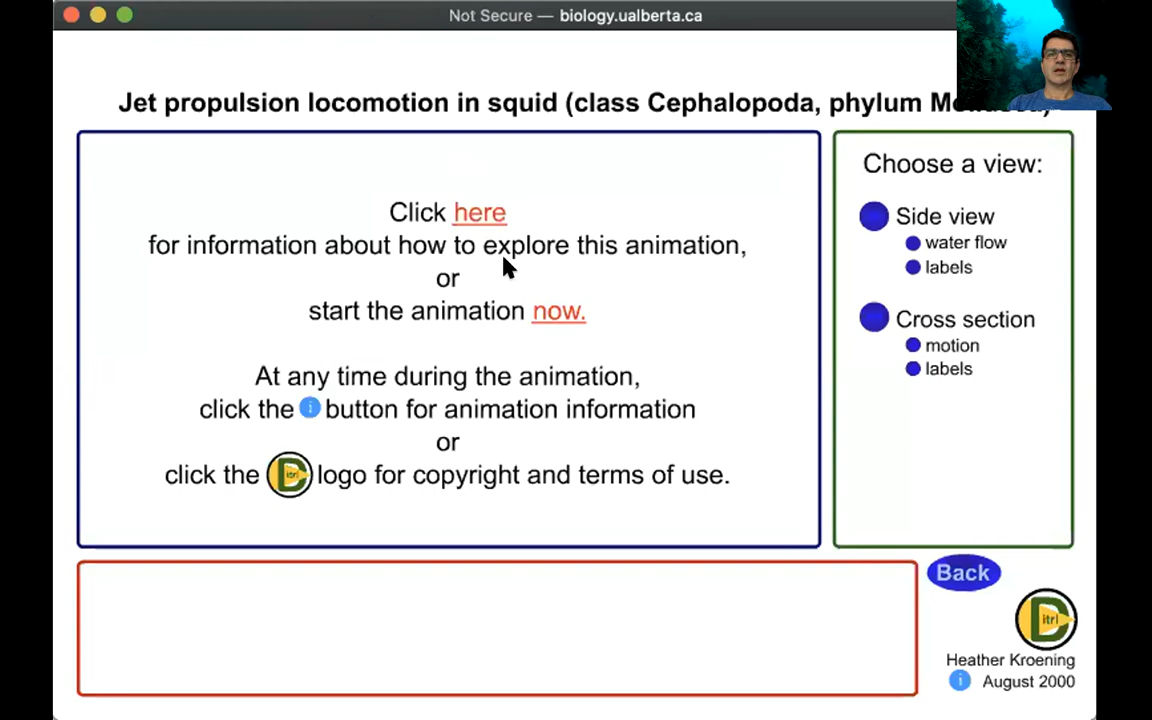 Not Secure — biology.ualberta.ca
Jet propulsion locomotion in squid (class Cephalopoda, phylum
Click here
for information about how to explore this animation,
or
start the animation now.
At any time during the animation,
click the i button for animation information
or
click the D itrl logo for copyright and terms of use.
Choose a view:
Side view
water flow
labels
Cross section
motion
labels
Back
D itrl
Heather Kroening
i August 2000